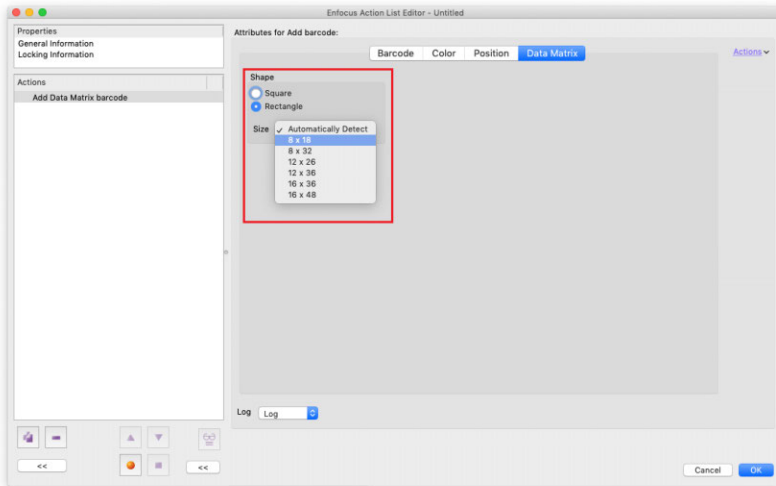 Enfocus Action List Editor - Untitled
Properties
General Information
Locking Information
Actions
Add Data Matrix barcode
<<
<<
Attributes for Add barcode:
Barcode Color Position Data Matrix
Actions
Shape
Square
Rectangle
Size ✓ Automatically Detect
8 x 18
8 x 32
12 x 26
12 x 36
16 x 36
16 x 48
Log Log
Cancel OK